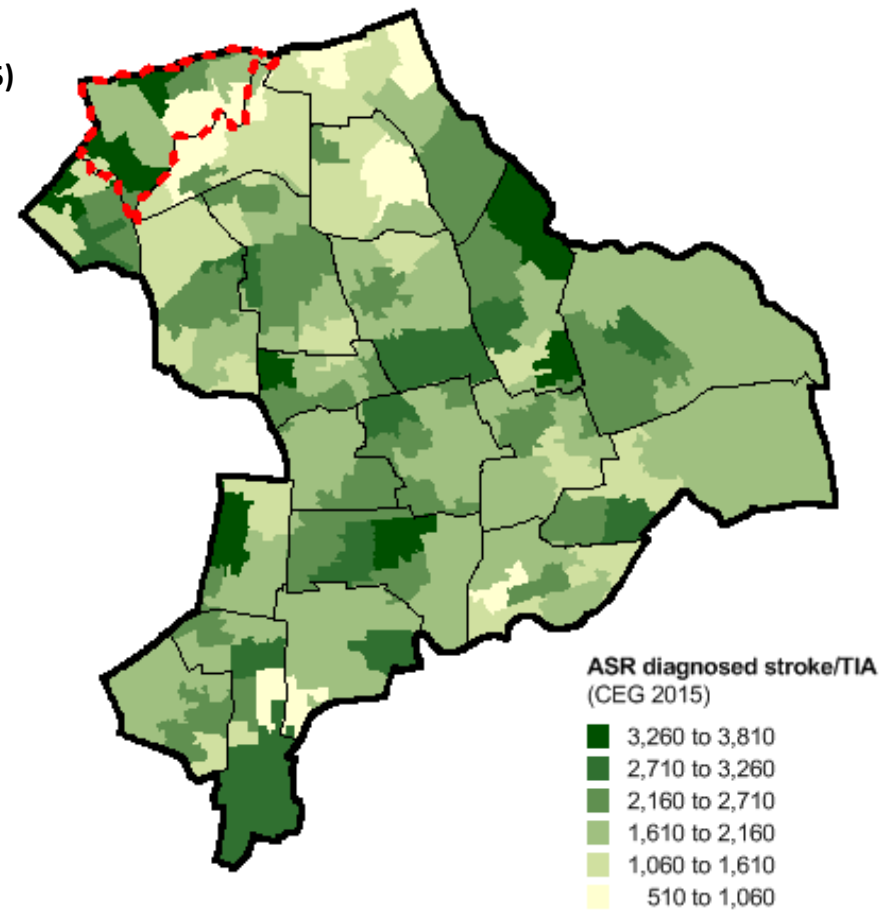 5)
ASR diagnosed stroke/TIA
(CEG 2015)
3,260 to 3,810
2,710 to 3,260
2,160 to 2,710
1,610 to 2,160
1,060 to 1,610
510 to 1,060